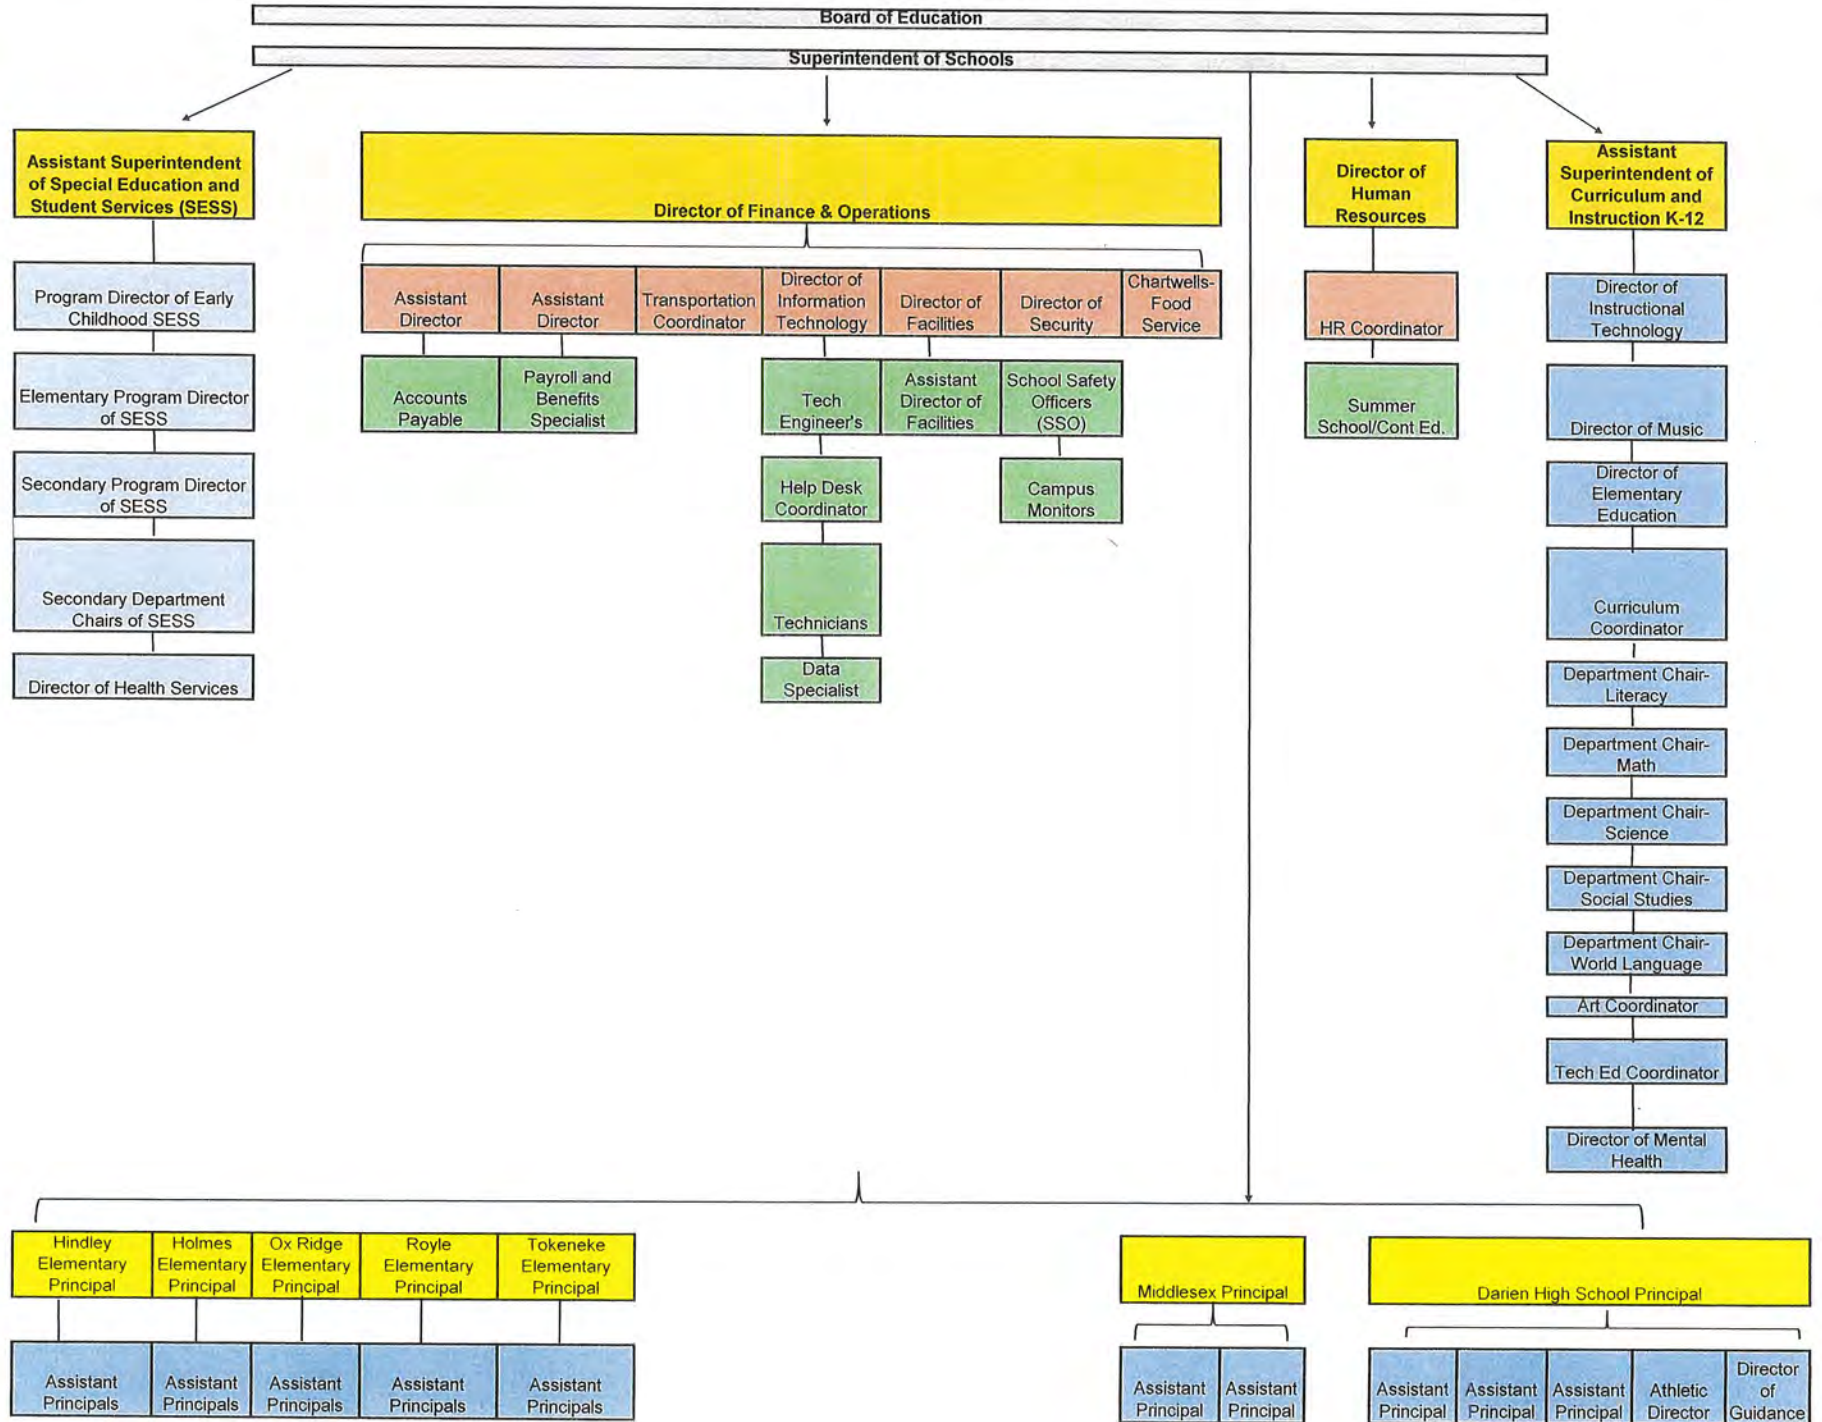 Board of Education
Superintendent of Schools
Assistant Superintendent
of Special Education and
Student Services (SESS)
Program Director of Early
Childhood SESS
Elementary Program Director
of SESS
Secondary Program Director
of SESS
Secondary Department
Chairs of SESS
Director of Health Services
Director of Finance & Operations
Assistant
Director
Accounts
Payable
Assistant
Director
Payroll and
Benefits
Specialist
Transportation
Coordinator
Director of
Information
Technology
Tech
Engineer's
Help Desk
Coordinator
Technicians
Data
Specialist
Director of
Facilities
Assistant
Director of
Facilities
Director of
Security
School Safety
Officers
(SSO)
Campus
Monitors
Chartwells-
Food
Service
Director of
Human
Resources
HR Coordinator
Summer
School/Cont Ed.
Assistant
Superintendent of
Curriculum and
Instruction K-12
Director of
Instructional
Technology
Director of Music
Director of
Elementary
Education
Curriculum
Coordinator
Department Chair-
Literacy
Department Chair-
Math
Department Chair-
Science
Department Chair-
Social Studies
Department Chair-
World Language
Art Coordinator
Tech Ed Coordinator
Director of Mental
Health
Hindley
Elementary
Principal
Assistant
Principals
Holmes
Elementary
Principal
Assistant
Principals
Ox Ridge
Elementary
Principal
Assistant
Principals
Royle
Elementary
Principal
Assistant
Principals
Tokeneke
Elementary
Principal
Assistant
Principals
Middlesex Principal
Assistant
Principal
Assistant
Principal
Darien High School Principal
Assistant
Principal
Assistant
Principal
Assistant
Principal
Athletic
Director
Director
of
Guidance